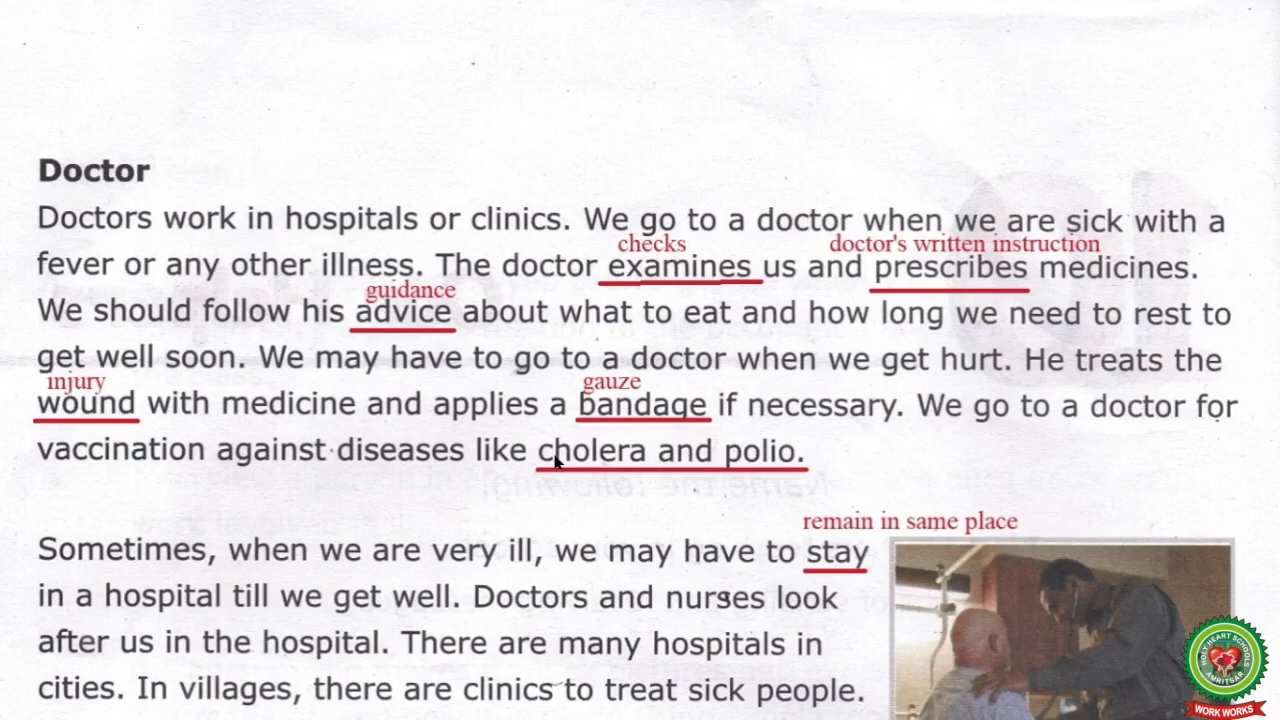 Doctor
Doctors work in hospitals or clinics. We go to a doctor when we are sick with a
checks doctor's written instruction
fever or any other illness. The doctor examines us and prescribes medicines.
guidance
We should follow his advice about what to eat and how long we need to rest to
get well soon. We may have to go to a doctor when we get hurt. He treats the
injury gauze
wound with medicine and applies a bandage if necessary. We go to a doctor for
vaccination against diseases like cholera and polio.
remain in same place
Sometimes, when we are very ill, we may have to stay
in a hospital till we get well. Doctors and nurses look
after us in the hospital. There are many hospitals in
cities. In villages, there are clinics to treat sick people.
HOLY HEART SCHOOLS
AMRITSAR
WORK WORKS